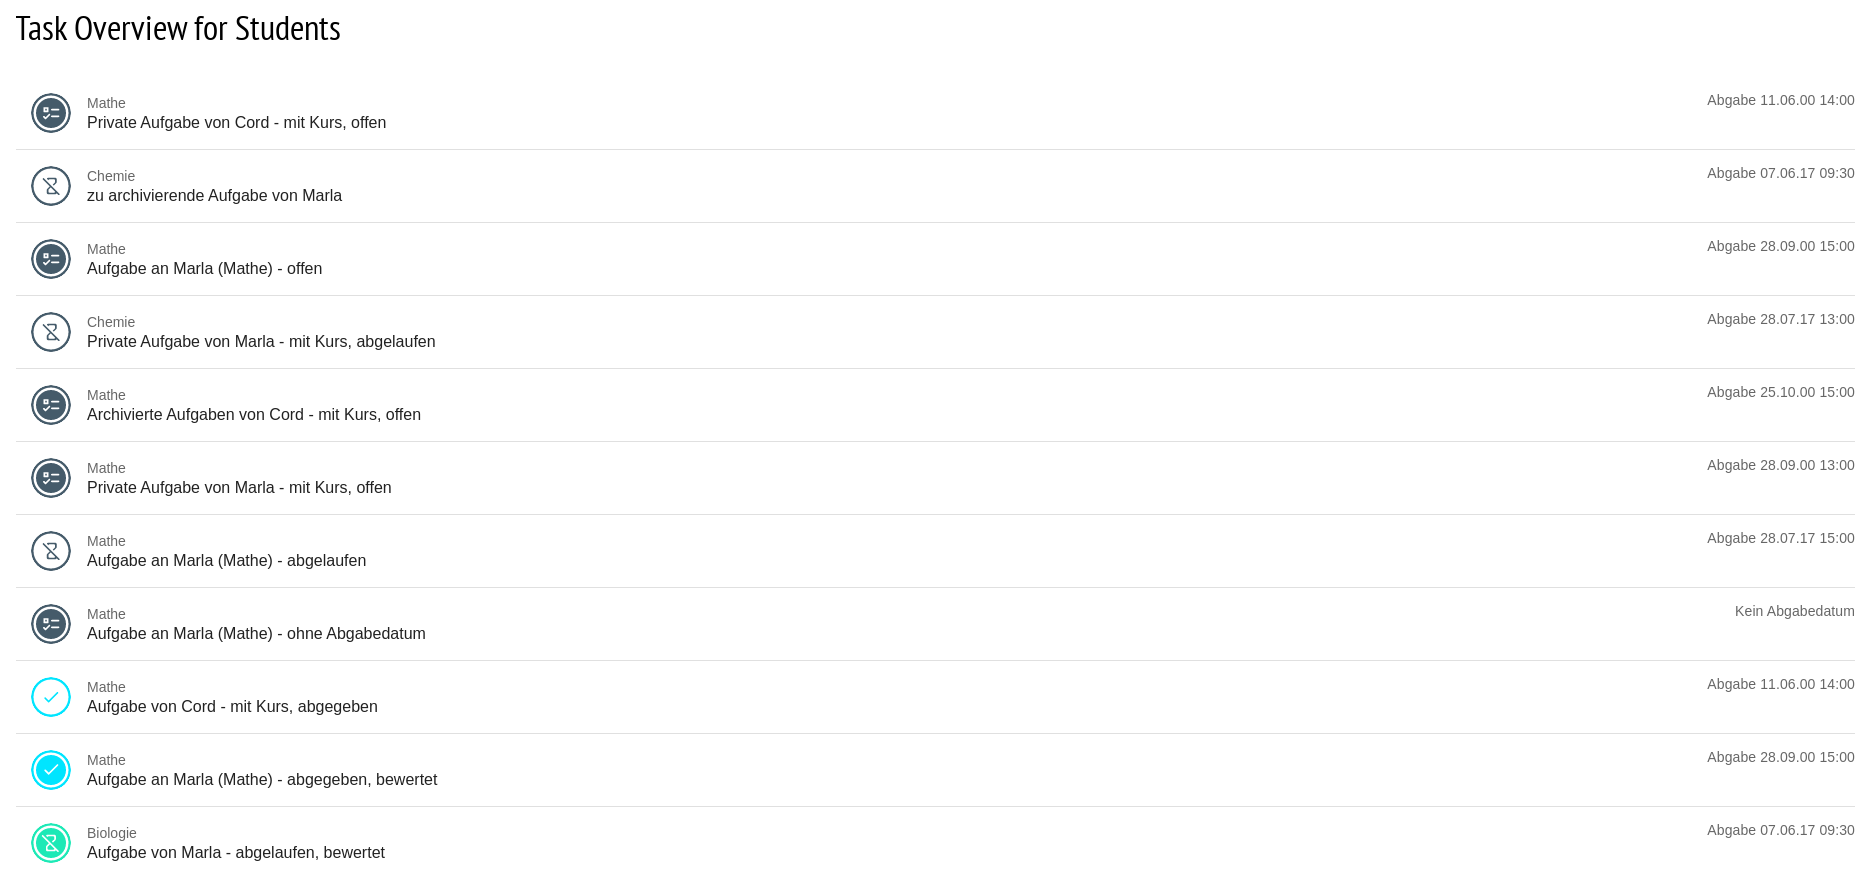 Task Overview for Students
Mathe
Abgabe 11.06.00 14:00
Private Aufgabe von Cord - mit Kurs, offen
Chemie
Abgabe 07.06.17 09:30
zu archivierende Aufgabe von Marla
Mathe
Abgabe 28.09.00 15:00
Aufgabe an Marla (Mathe) - offen
Chemie
Abgabe 28.07.17 13:00
Private Aufgabe von Marla - mit Kurs, abgelaufen
Mathe
Abgabe 25.10.00 15:00
Archivierte Aufgaben von Cord - mit Kurs, offen
Mathe
Abgabe 28.09.00 13:00
Private Aufgabe von Marla - mit Kurs, offen
Mathe
Abgabe 28.07.17 15:00
Aufgabe an Marla (Mathe) - abgelaufen
Mathe
Kein Abgabedatum
Aufgabe an Marla (Mathe) - ohne Abgabedatum
Mathe
Abgabe 11.06.00 14:00
Aufgabe von Cord - mit Kurs, abgegeben
Mathe
Abgabe 28.09.00 15:00
Aufgabe an Marla (Mathe) - abgegeben, bewertet
Biologie
Abgabe 07.06.17 09:30
Aufgabe von Marla - abgelaufen, bewertet